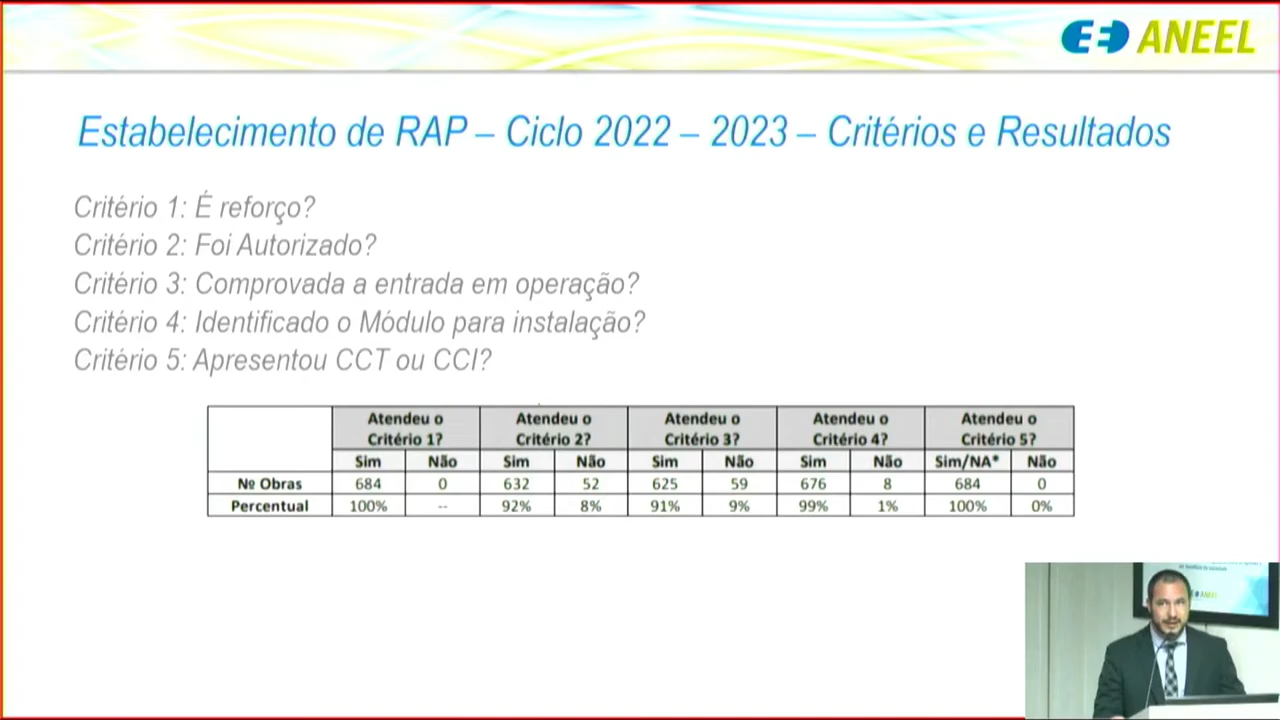 ANEEL
Estabelecimento de RAP – Ciclo 2022 – 2023 – Critérios e Resultados
Critério 1: É reforço?
Critério 2: Foi Autorizado?
Critério 3: Comprovada a entrada em operação?
Critério 4: Identificado o Módulo para instalação?
Critério 5: Apresentou CCT ou CCI?
Atendeu o Critério 1? Atendeu o Critério 2? Atendeu o Critério 3? Atendeu o Critério 4? Atendeu o Critério 5?
Sim Não Sim Não Sim Não Sim Não Sim/NA* Não
Nº Obras 684 0 632 52 625 59 676 8 684 0
Percentual 100% -- 92% 8% 91% 9% 99% 1% 100% 0%
ANEEL